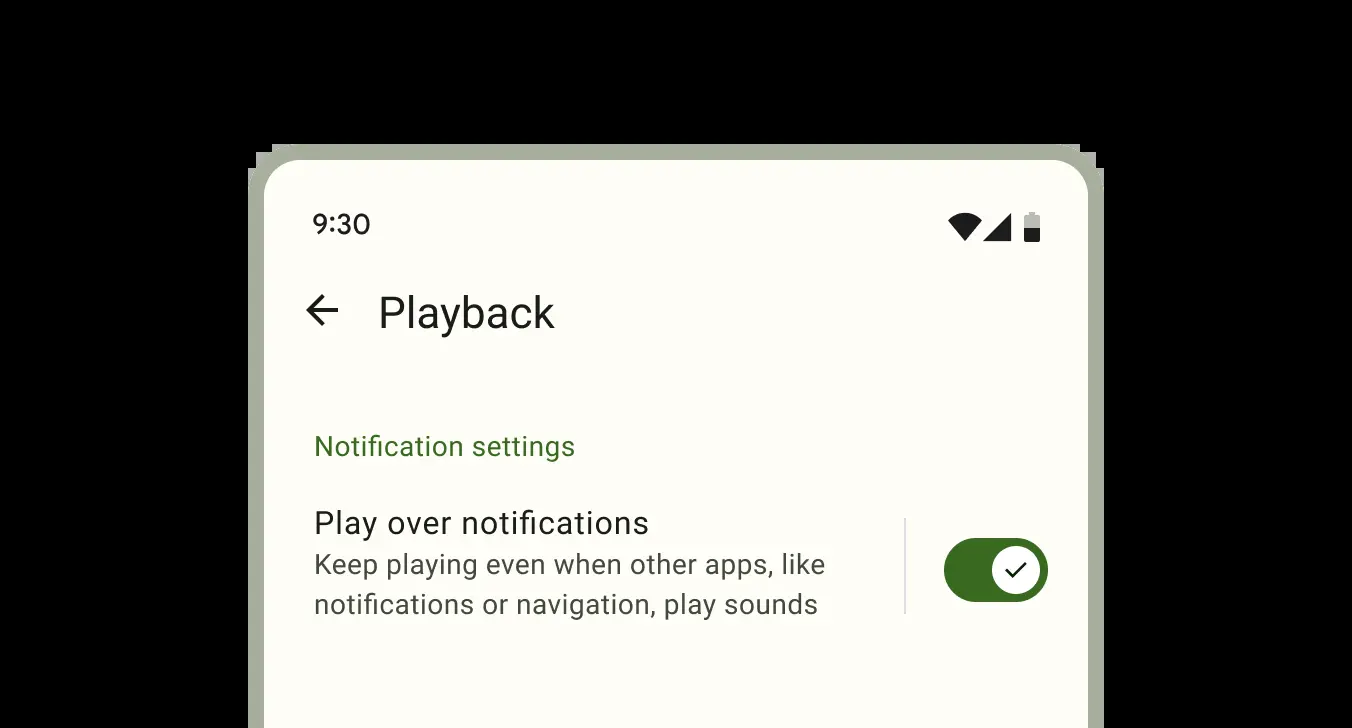 9:30
Playback
Notification settings
Play over notifications
Keep playing even when other apps, like
notifications or navigation, play sounds